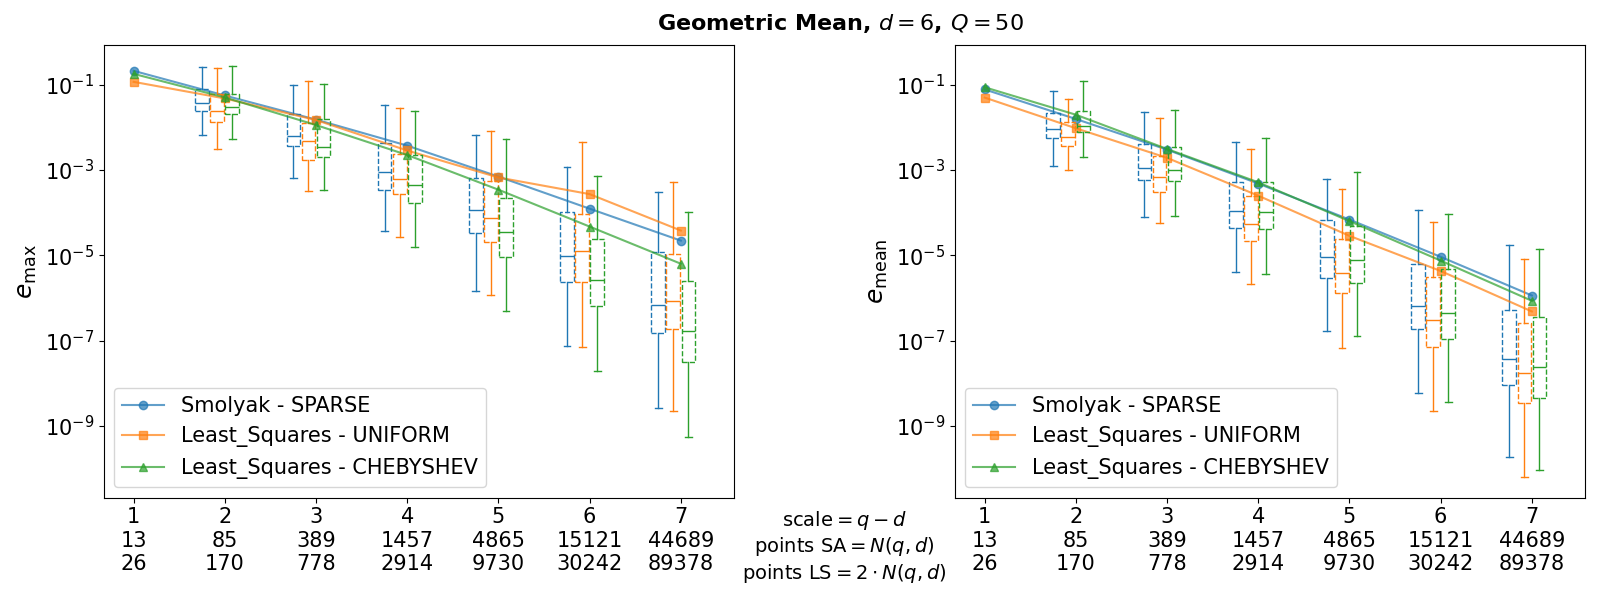 Geometric Mean, d = 6, Q = 50
e_max
10⁻¹
10⁻³
10⁻⁵
10⁻⁷
10⁻⁹
Smolyak - SPARSE
Least_Squares - UNIFORM
Least_Squares - CHEBYSHEV
1 2 3 4 5 6 7
13 85 389 1457 4865 15121 44689
26 170 778 2914 9730 30242 89378
scale = q − d
points SA = N(q, d)
points LS = 2 · N(q, d)
e_mean
10⁻¹
10⁻³
10⁻⁵
10⁻⁷
10⁻⁹
Smolyak - SPARSE
Least_Squares - UNIFORM
Least_Squares - CHEBYSHEV
1 2 3 4 5 6 7
13 85 389 1457 4865 15121 44689
26 170 778 2914 9730 30242 89378